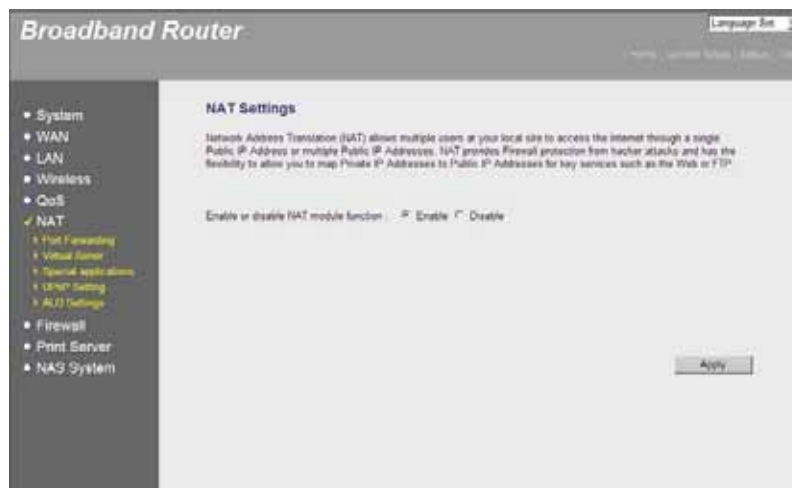 Broadband Router
Language Set
System
WAN
LAN
Wireless
QoS
NAT
Port Forwarding
Virtual Server
Special applications
UPNP Setting
ALG Settings
Firewall
Print Server
NAS System
NAT Settings
Network Address Translation (NAT) allows multiple users at your local site to access the Internet through a single
Public IP Address or multiple Public IP Addresses. NAT provides Firewall protection from hacker attacks and has the
flexibility to allow you to map Private IP Addresses to Public IP Addresses for key services such as the Web or FTP
Enable or disable NAT module function : Enable Disable
Apply